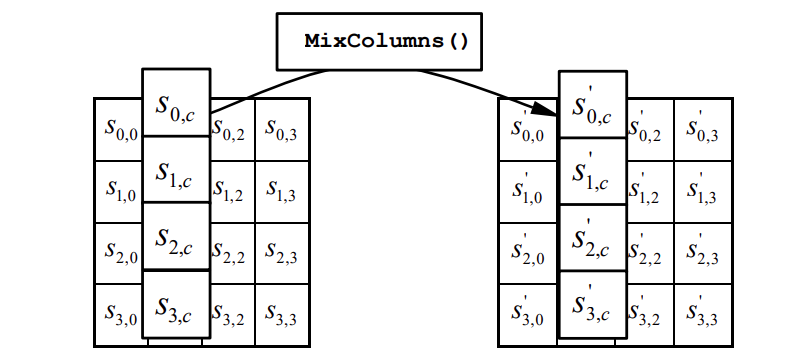 MixColumns()
s0,c s'0,c
s0,0 s0,2 s0,3 s'0,0 s'0,2 s'0,3
s1,c s'1,c
s1,0 s1,2 s1,3 s'1,0 s'1,2 s'1,3
s2,c s'2,c
s2,0 s2,2 s2,3 s'2,0 s'2,2 s'2,3
s3,c s'3,c
s3,0 s3,2 s3,3 s'3,0 s'3,2 s'3,3